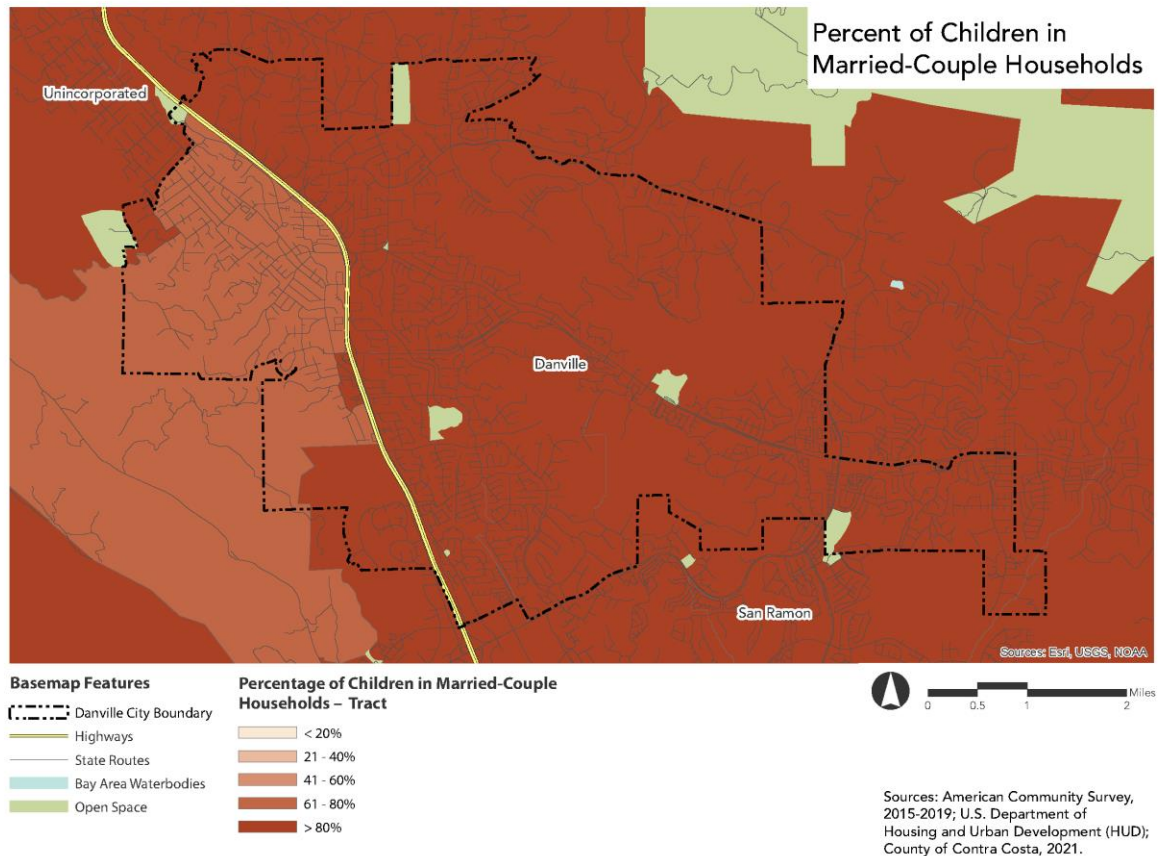 Percent of Children in
Married-Couple Households
Unincorporated
Danville
San Ramon
Sources: Esri, USGS, NOAA
Basemap Features
Danville City Boundary
Highways
State Routes
Bay Area Waterbodies
Open Space
Percentage of Children in Married-Couple
Households – Tract
< 20%
21 - 40%
41 - 60%
61 - 80%
> 80%
0 0.5 1 2 Miles
Sources: American Community Survey,
2015-2019; U.S. Department of
Housing and Urban Development (HUD);
County of Contra Costa, 2021.